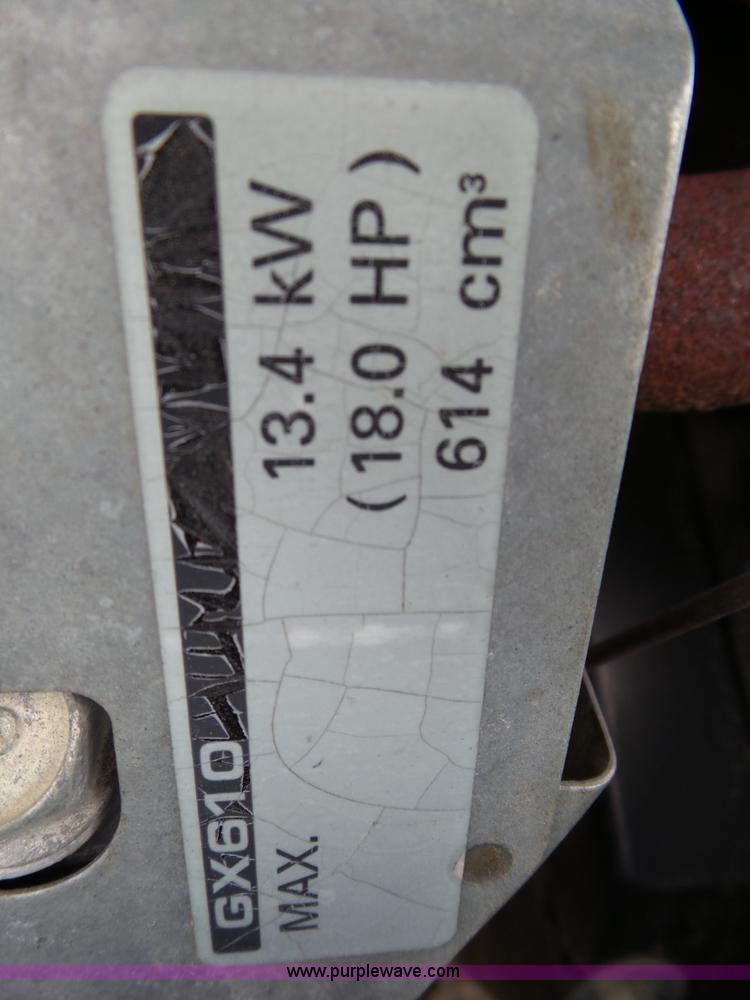 GX610
MAX. 13.4 kW
(18.0 HP)
614 cm³
www.purplewave.com